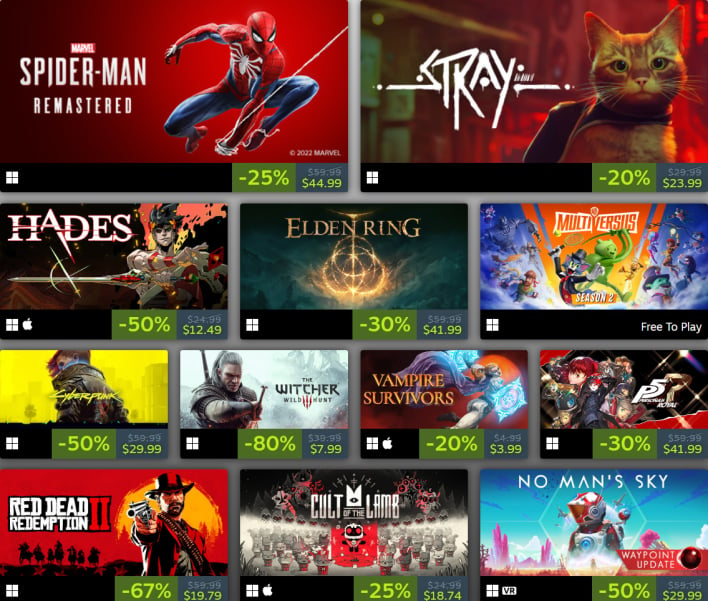 MARVEL
SPIDER-MAN
REMASTERED
© 2022 MARVEL
-25%
$59.99
$44.99
STRAY
-20%
$29.99
$23.99
HADES
-50%
$24.99
$12.49
ELDEN RING
-30%
$59.99
$41.99
MULTIVERSUS
SEASON 2
Free To Play
Cyberpunk
-50%
$59.99
$29.99
THE
WITCHER
WILD HUNT
-80%
$39.99
$7.99
VAMPIRE
SURVIVORS
-20%
$4.99
$3.99
P5
PERSONA5
ROYAL
-30%
$59.99
$41.99
RED DEAD
REDEMPTION II
-67%
$59.99
$19.79
CULT
OF THE
LAMB
-25%
$24.99
$18.74
NO MAN'S SKY
WAYPOINT
UPDATE
VR
-50%
$59.99
$29.99